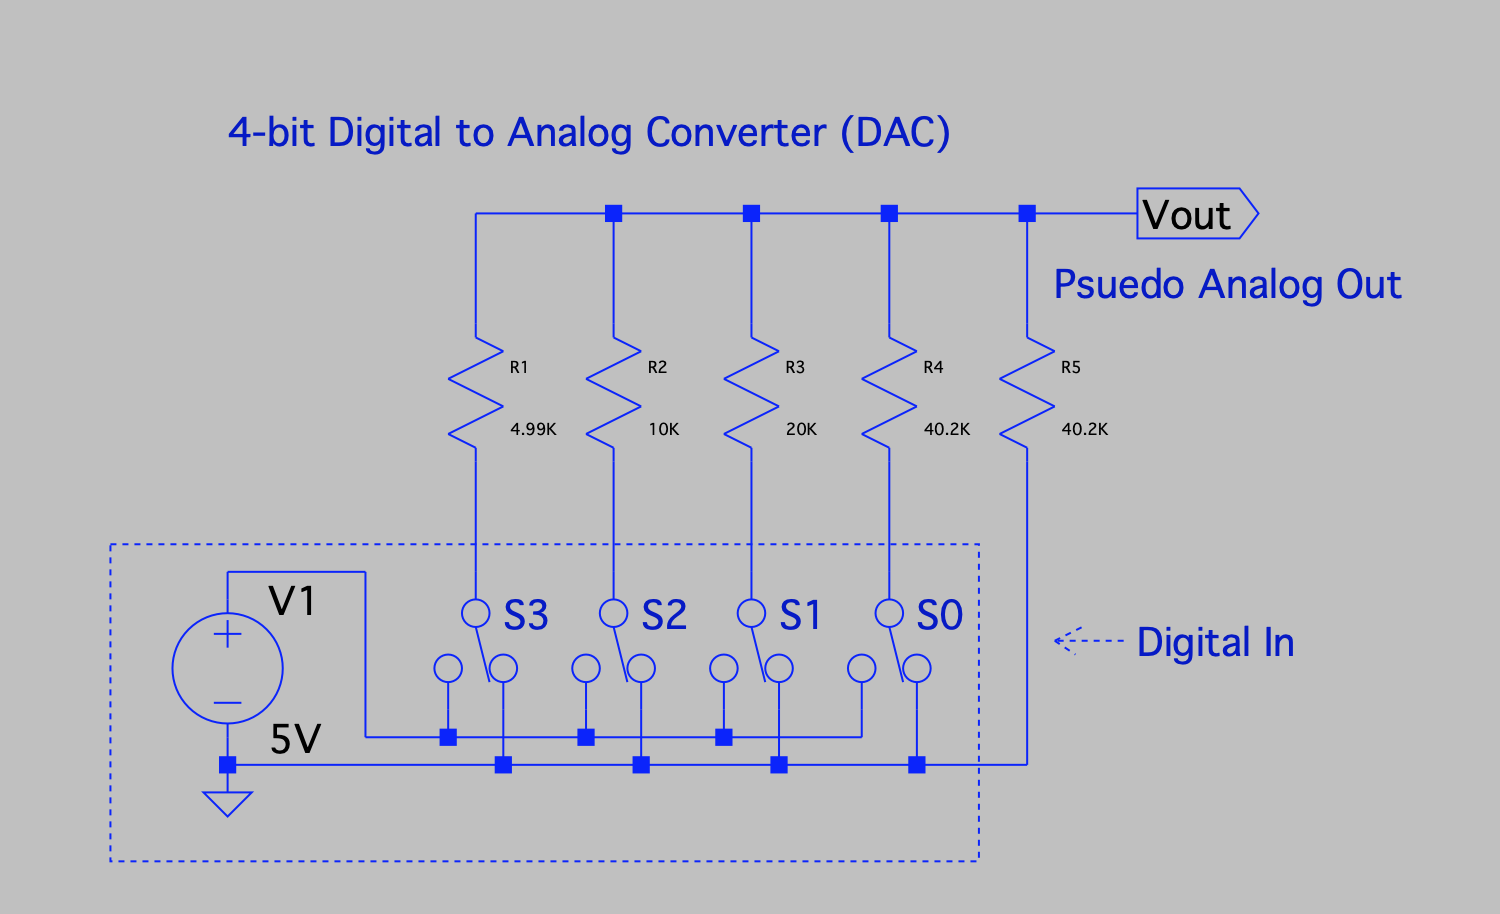 4-bit Digital to Analog Converter (DAC)
Vout
Psuedo Analog Out
R1
R2
R3
R4
R5
4.99K
10K
20K
40.2K
40.2K
V1
S3
S2
S1
S0
Digital In
5V